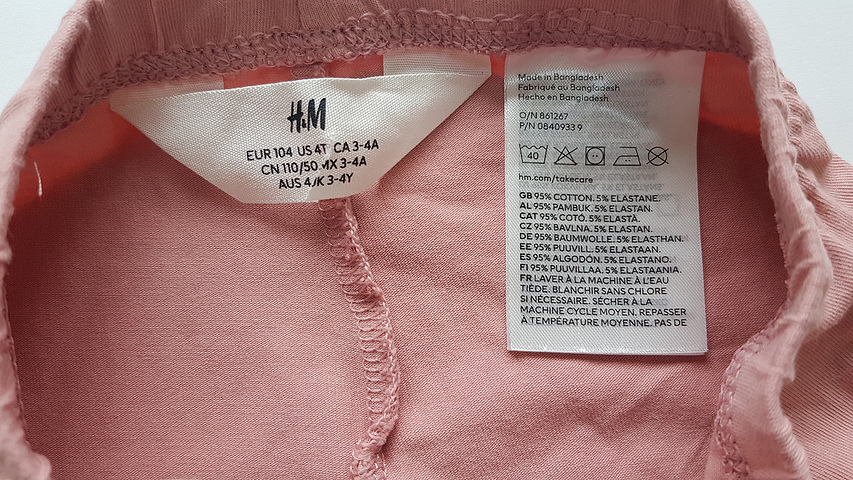 H&M
EUR 104 US 4T CA 3-4A
CN 110/50 MX 3-4A
AUS 4 3-4Y
Made in Bangladesh
Fabriqué au Bangladesh
Hecho en Bangladesh
O/N 861267
P/N 0840933 9
40
hm.com/takecare
GB 95% COTTON. 5% ELASTANE.
AL 95% PAMBUK. 5% ELASTAN.
CAT 95% COTÓ. 5% ELASTÀ.
CZ 95% BAVLNA. 5% ELASTAN.
DE 95% BAUMWOLLE. 5% ELASTHAN.
EE 95% PUUVILL. 5% ELASTAAN.
ES 95% ALGODÓN. 5% ELASTANO.
FI 95% PUUVILLAA. 5% ELASTAANIA.
FR LAVER À LA MACHINE À L'EAU
TIÈDE. BLANCHIR SANS CHLORE
SI NÉCESSAIRE. SÉCHER À LA
MACHINE CYCLE MOYEN. REPASSER
À TEMPÉRATURE MOYENNE. PAS DE